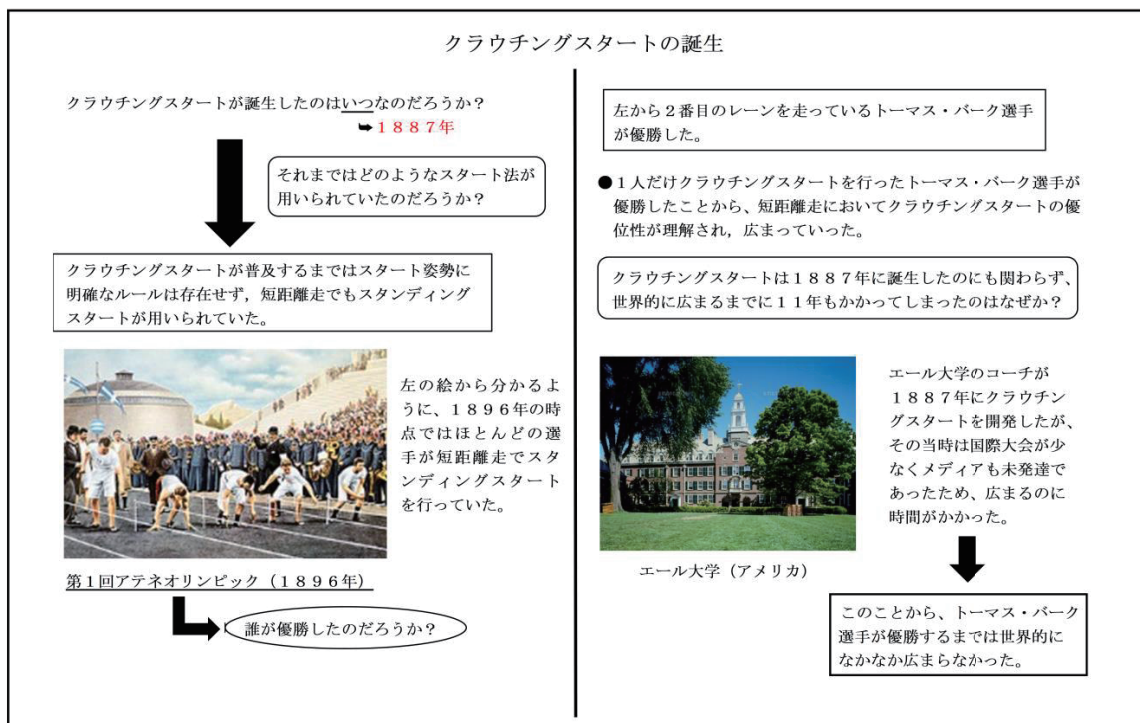 クラウチングスタートの誕生
クラウチングスタートが誕生したのはいつなのだろうか?
➥１８８７年
それまではどのようなスタート法が
用いられていたのだろうか?
クラウチングスタートが普及するまではスタート姿勢に
明確なルールは存在せず，短距離走でもスタンディング
スタートが用いられていた。
左の絵から分かるよ
うに、１８９６年の時
点ではほとんどの選
手が短距離走でスタ
ンディングスタート
を行っていた。
第１回アテネオリンピック（１８９６年）
誰が優勝したのだろうか?
左から２番目のレーンを走っているトーマス・バーク選手
が優勝した。
●１人だけクラウチングスタートを行ったトーマス・バーク選手が
優勝したことから、短距離走においてクラウチングスタートの優
位性が理解され，広まっていった。
クラウチングスタートは１８８７年に誕生したのにも関わらず、
世界的に広まるまでに１１年もかかってしまったのはなぜか?
エール大学のコーチが
１８８７年にクラウチン
グスタートを開発したが、
その当時は国際大会が少
なくメディアも未発達で
あったため、広まるのに
時間がかかった。
エール大学（アメリカ）
このことから、トーマス・バーク
選手が優勝するまでは世界的に
なかなか広まらなかった。